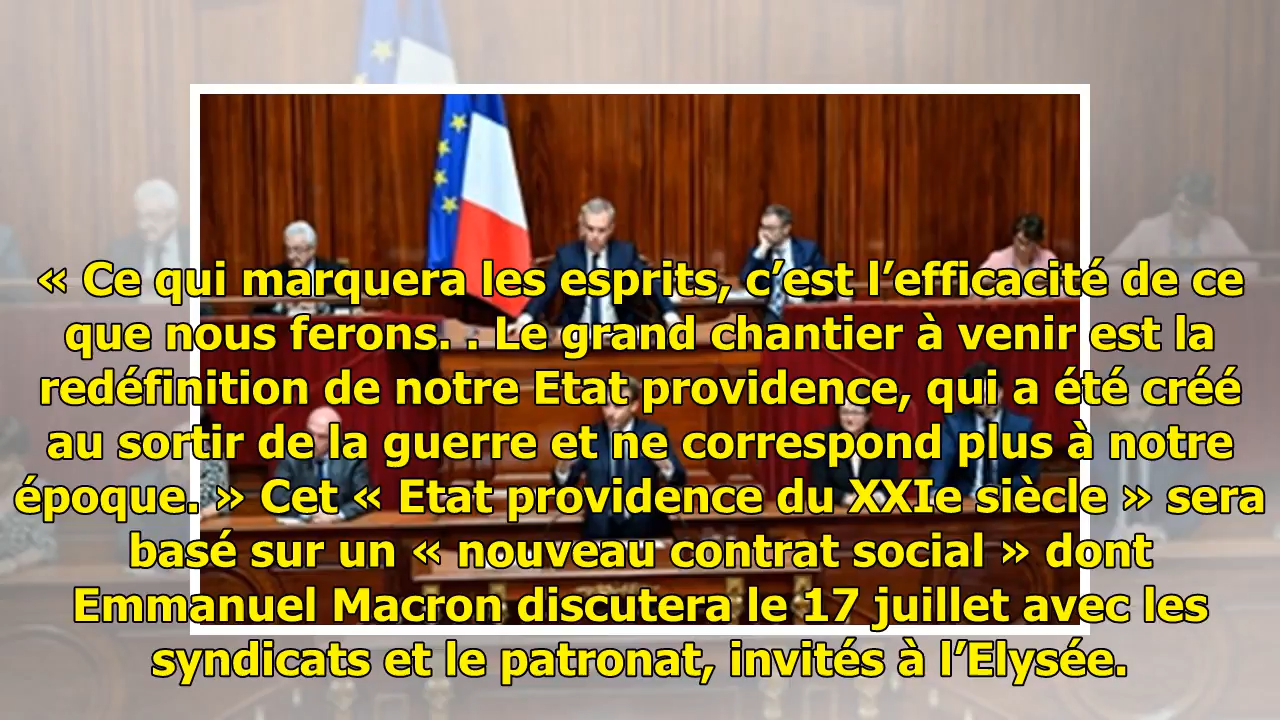 « Ce qui marquera les esprits, c’est l’efficacité de ce
que nous ferons. . Le grand chantier à venir est la
redéfinition de notre Etat providence, qui a été créé
au sortir de la guerre et ne correspond plus à notre
époque. » Cet « Etat providence du XXIe siècle » sera
basé sur un « nouveau contrat social » dont
Emmanuel Macron discutera le 17 juillet avec les
syndicats et le patronat, invités à l’Elysée.